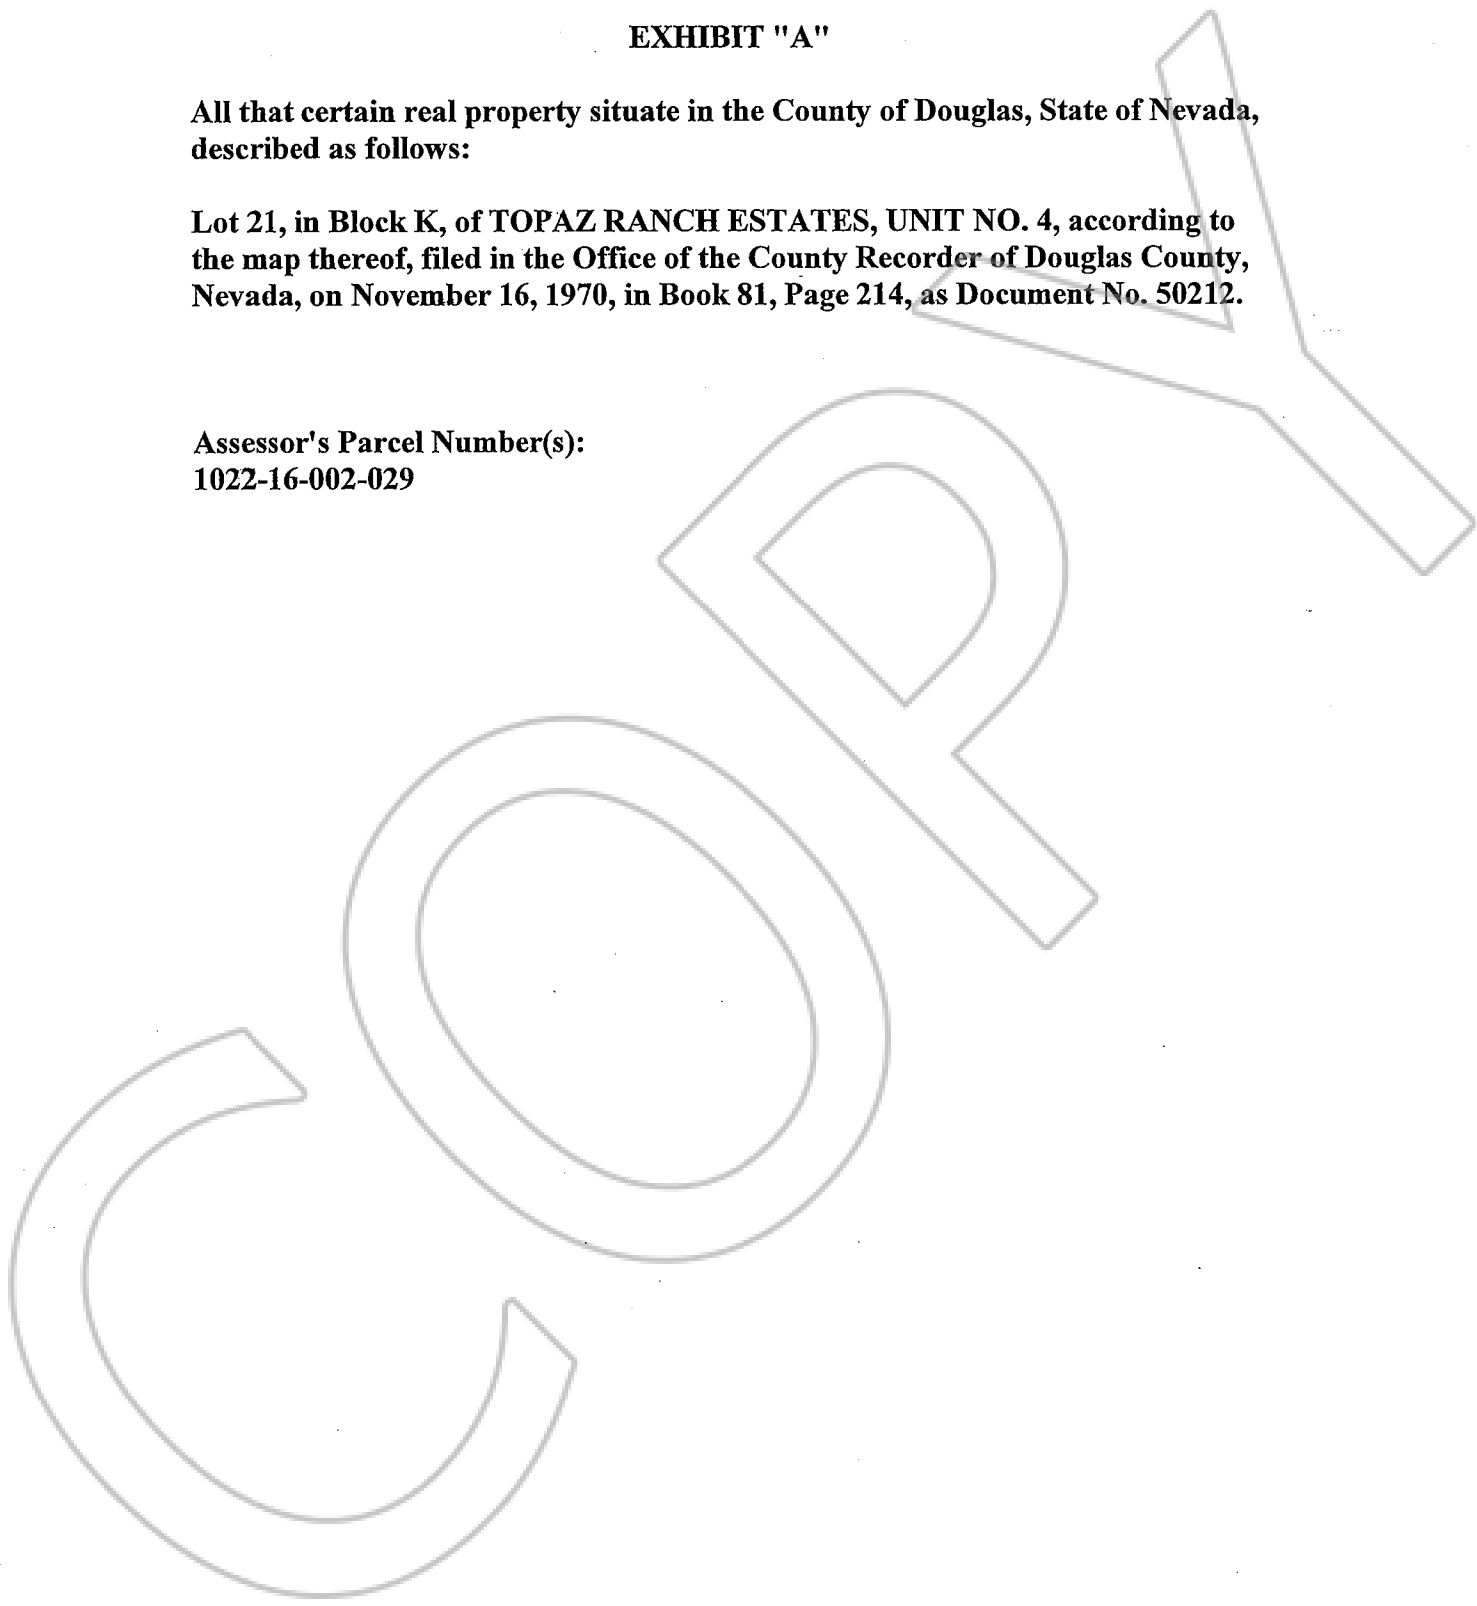 EXHIBIT "A"
All that certain real property situate in the County of Douglas, State of Nevada,
described as follows:
Lot 21, in Block K, of TOPAZ RANCH ESTATES, UNIT NO. 4, according to
the map thereof, filed in the Office of the County Recorder of Douglas County,
Nevada, on November 16, 1970, in Book 81, Page 214, as Document No. 50212.
Assessor's Parcel Number(s):
1022-16-002-029
COPY